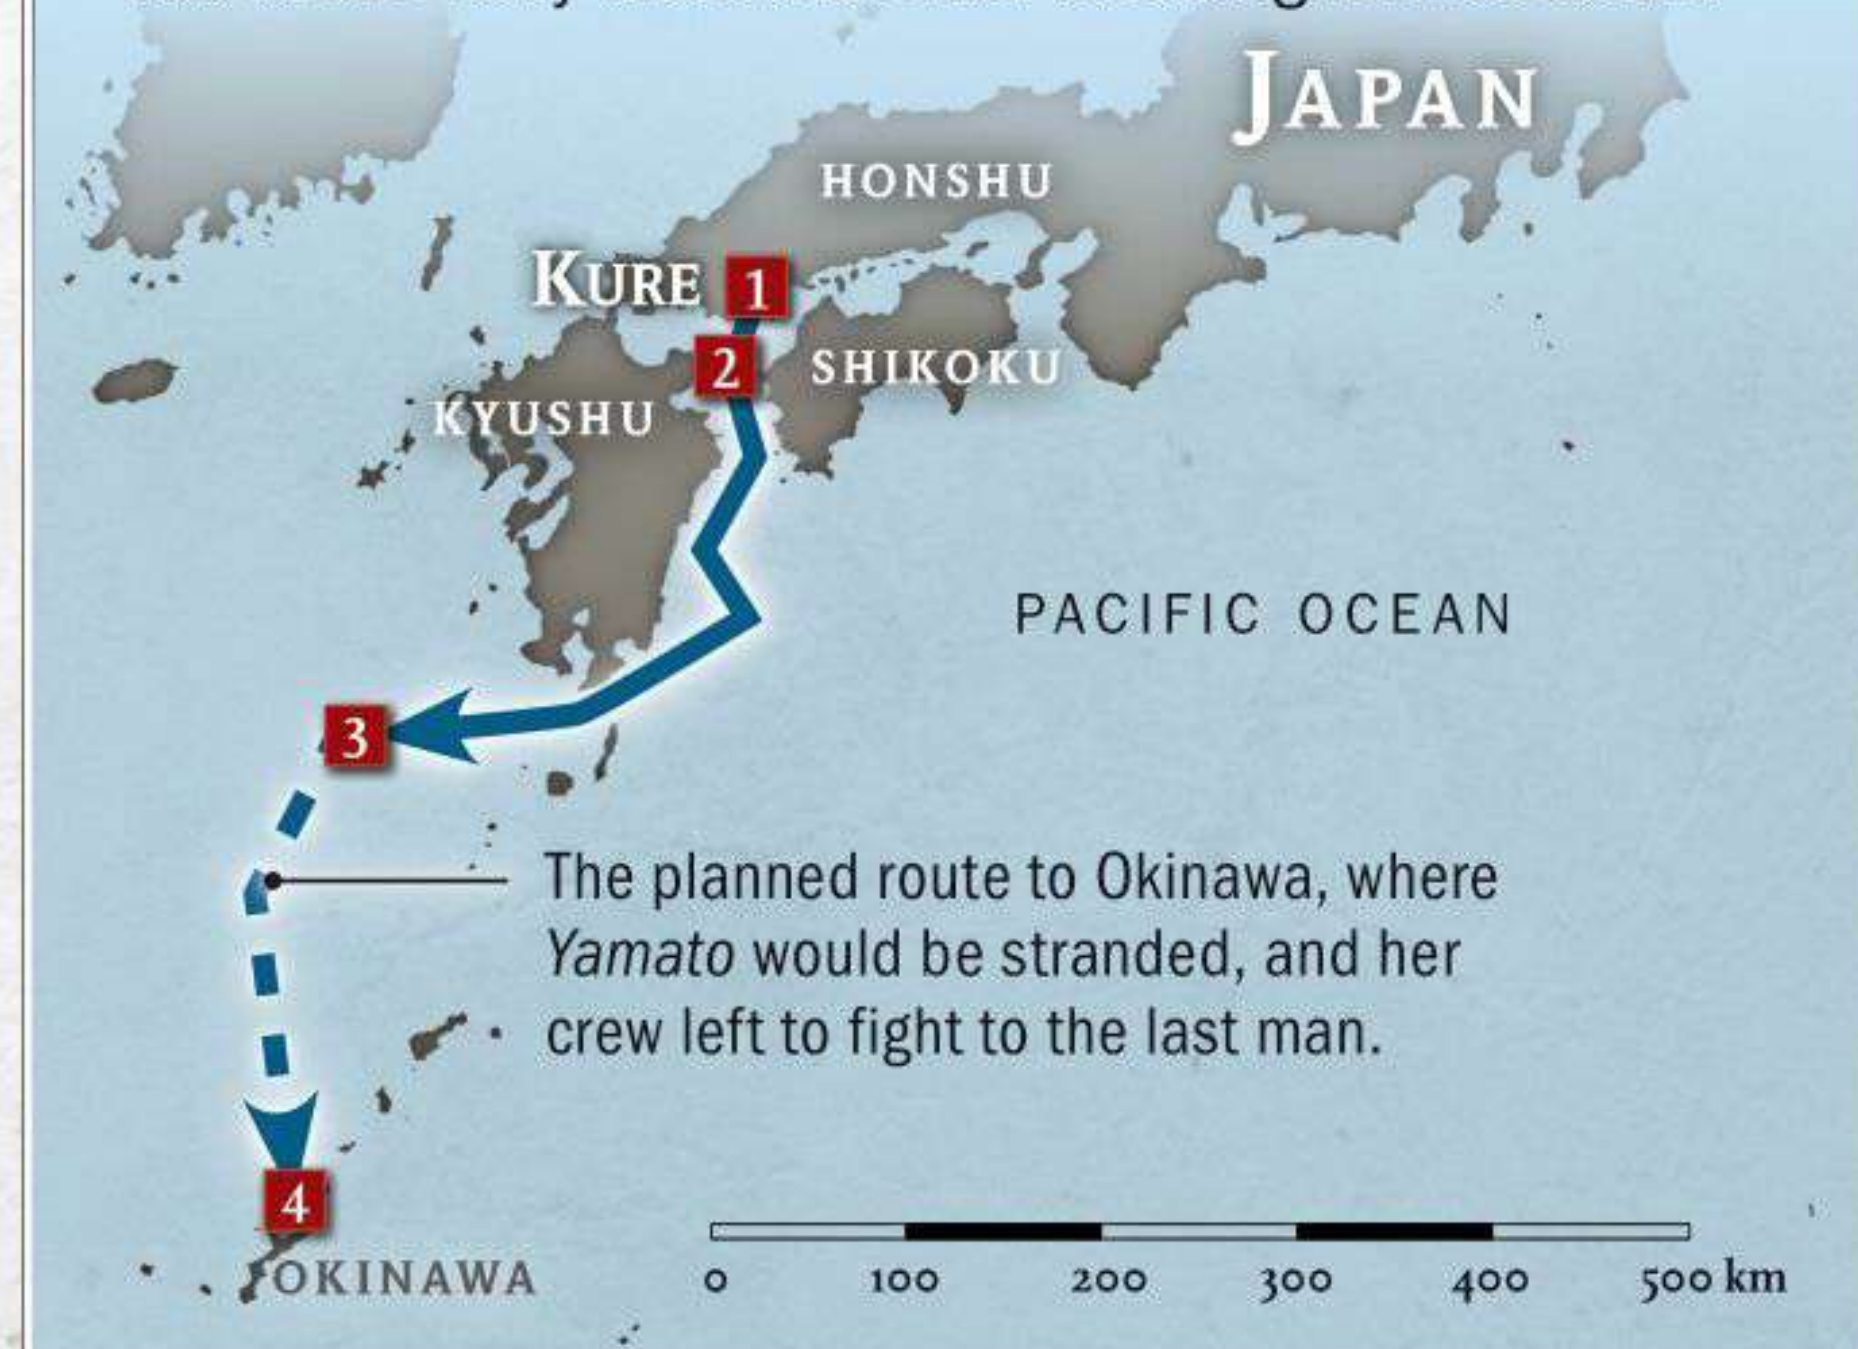 JAPAN
HONSHU
KURE
1
2
SHIKOKU
KYUSHU
PACIFIC OCEAN
3
The planned route to Okinawa, where
Yamato would be stranded, and her
crew left to fight to the last man.
4
OKINAWA
0 100 200 300 400 500 km